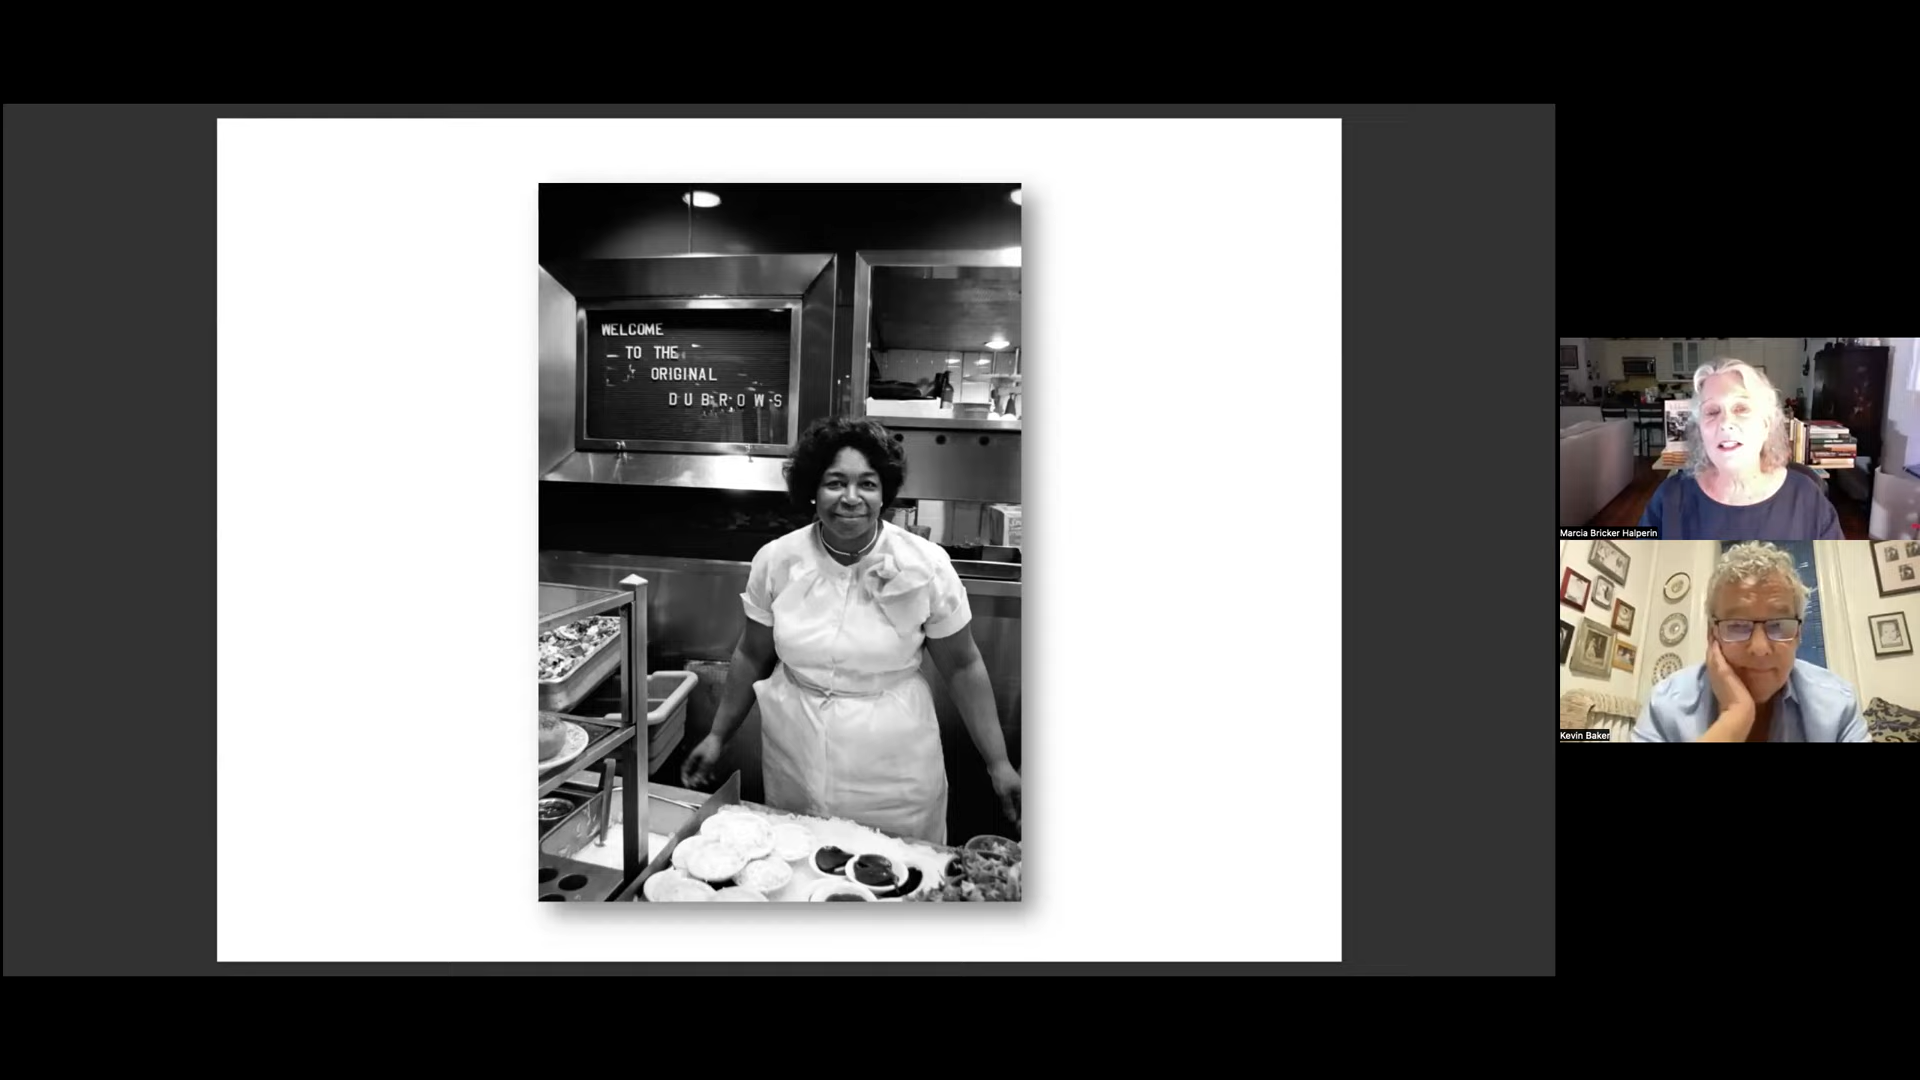 WELCOME
TO THE
ORIGINAL
DUBROWS
Marcia Bricker Halperin
Kevin Baker